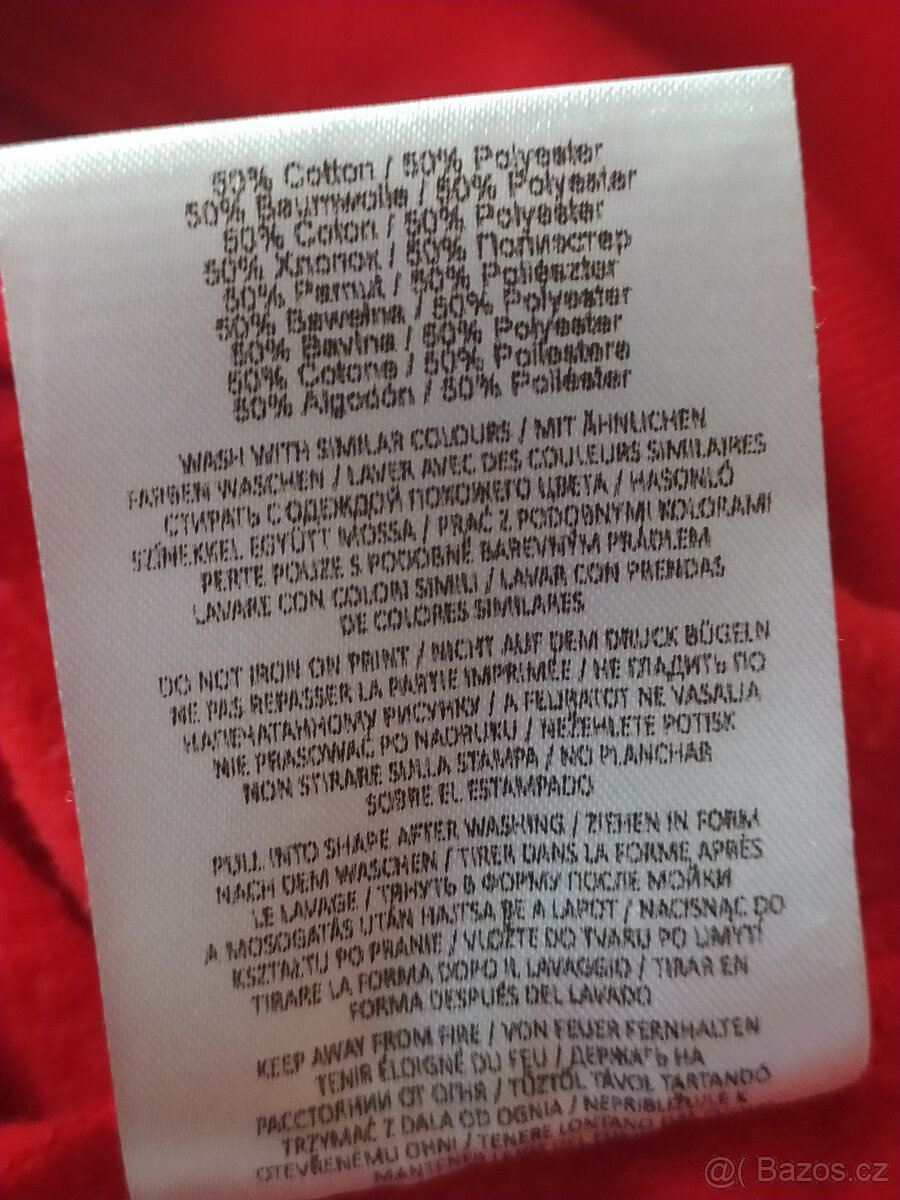 50% Cotton / 50% Polyester
50% Baumwolle / 50% Polyester
50% Coton / 50% Polyester
50% Хлопок / 50% Полиэстер
50% Pamut / 50% Poliészter
50% Bawełna / 50% Polyester
50% Bavlna / 50% Polyester
50% Cotone / 50% Poliestere
50% Algodón / 50% Poliéster
WASH WITH SIMILAR COLOURS / MIT ÄHNLICHEN
FARBEN WASCHEN / LAVER AVEC DES COULEURS SIMILAIRES
СТИРАТЬ С ОДЕЖДОЙ ПОХОЖЕГО ЦВЕТА / HASONLÓ
SZÍNEKKEL EGYÜTT MOSSA / PRAĆ Z PODOBNYMI KOLORAMI
PERTE POUZE S PODOBNĚ BAREVNÝM PRÁDLEM
LAVARE CON COLORI SIMILI / LAVAR CON PRENDAS
DE COLORES SIMILARES
DO NOT IRON ON PRINT / NICHT AUF DEM DRUCK BÜGELN
NE PAS REPASSER LA PARTIE IMPRIMÉE / НЕ ГЛАДИТЬ ПО
НАПЕЧАТАННОМУ РИСУНКУ / A FELIRATOT NE VASALJA
NIE PRASOWAĆ PO NADRUKU / NEŽEHLETE POTISK
NON STIRARE SULLA STAMPA / NO PLANCHAR
SOBRE EL ESTAMPADO
PULL INTO SHAPE AFTER WASHING / ZIEHEN IN FORM
NACH DEM WASCHEN / TIRER DANS LA FORME APRÈS
LE LAVAGE / ТЯНУТЬ В ФОРМУ ПОСЛЕ МОЙКИ
A MOSOGATÁS UTÁN HAJTSA BE A LAPOT / NACISNĄĆ DO
KSZTAŁTU PO PRANIE / VLOŽTE DO TVARU PO UMYTÍ
TIRARE LA FORMA DOPO IL LAVAGGIO / TIRAR EN
FORMA DESPUÉS DEL LAVADO
KEEP AWAY FROM FIRE / VON FEUER FERNHALTEN
TENIR ÉLOIGNÉ DU FEU / ДЕРЖАТЬ НА
РАССТОЯНИИ ОТ ОГНЯ / TŰZTŐL TÁVOL TARTANDÓ
TRZYMAĆ Z DALA OD OGNIA / NEPŘIBLIŽUJTE K
OTEVŘENÉMU OHNI / TENERE LONTANO
MANTENER
@( Bazos.cz